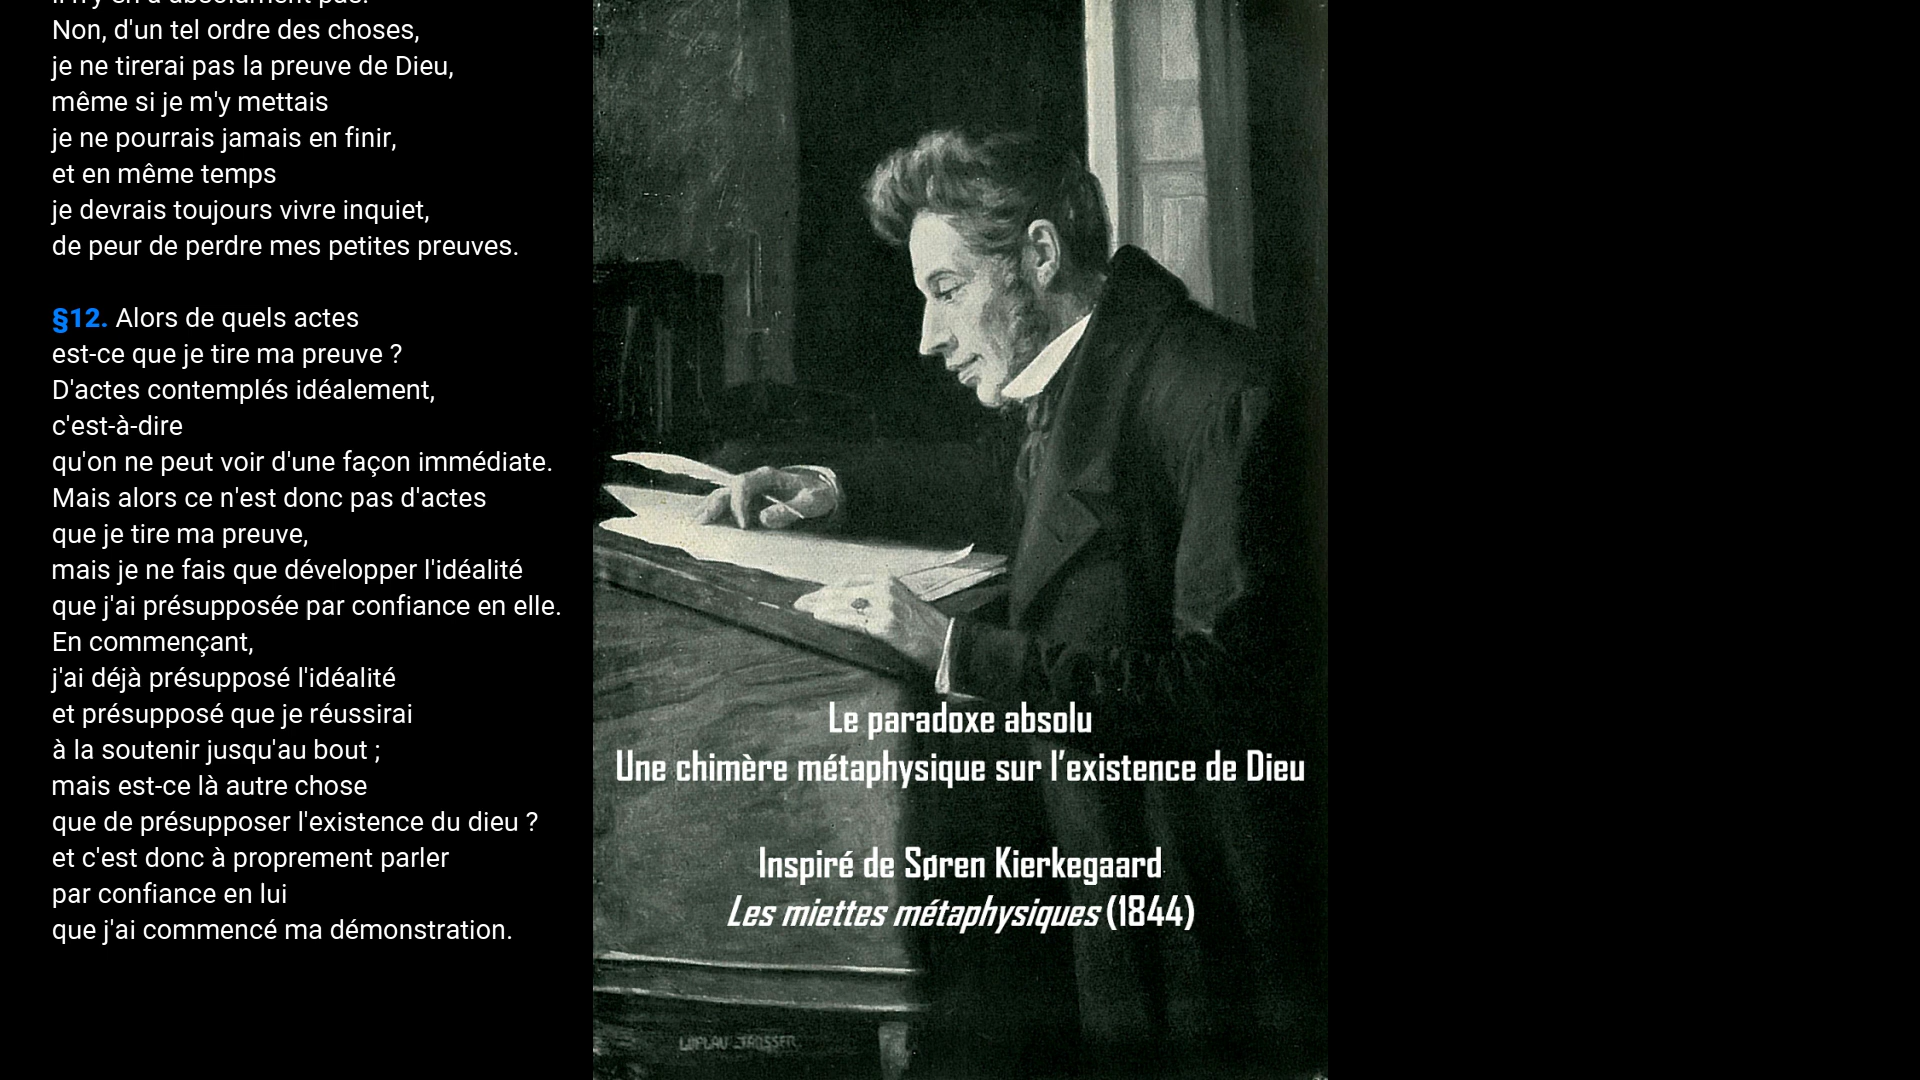 Non, d'un tel ordre des choses,
je ne tirerai pas la preuve de Dieu,
même si je m'y mettais
je ne pourrais jamais en finir,
et en même temps
je devrais toujours vivre inquiet,
de peur de perdre mes petites preuves.
§12. Alors de quels actes
est-ce que je tire ma preuve ?
D'actes contemplés idéalement,
c'est-à-dire
qu'on ne peut voir d'une façon immédiate.
Mais alors ce n'est donc pas d'actes
que je tire ma preuve,
mais je ne fais que développer l'idéalité
que j'ai présupposée par confiance en elle.
En commençant,
j'ai déjà présupposé l'idéalité
et présupposé que je réussirai
à la soutenir jusqu'au bout ;
mais est-ce là autre chose
que de présupposer l'existence du dieu ?
et c'est donc à proprement parler
par confiance en lui
que j'ai commencé ma démonstration.
Le paradoxe absolu
Une chimère métaphysique sur l’existence de Dieu
Inspiré de Søren Kierkegaard
Les miettes métaphysiques (1844)